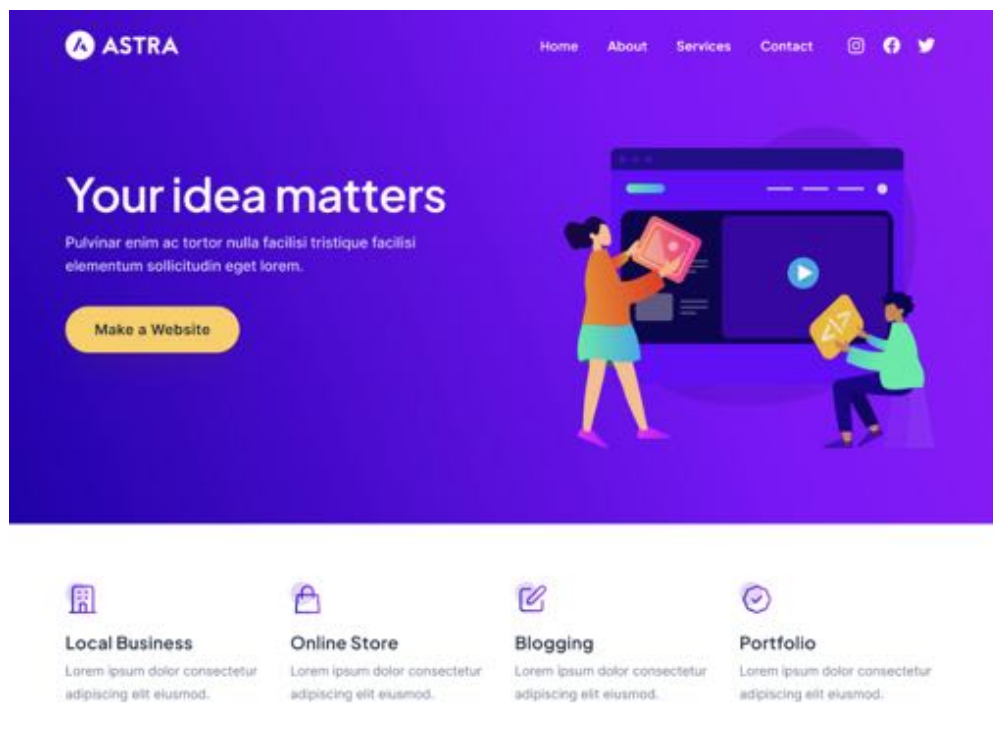 ASTRA
Home About Services Contact
Your idea matters
Pulvinar enim ac tortor nulla facilisi tristique facilisi
elementum sollicitudin eget lorem.
Make a Website
</>
Local Business
Lorem ipsum dolor consectetur
adipiscing elit eiusmod.
Online Store
Lorem ipsum dolor consectetur
adipiscing elit eiusmod.
Blogging
Lorem ipsum dolor consectetur
adipiscing elit eiusmod.
Portfolio
Lorem ipsum dolor consectetur
adipiscing elit eiusmod.